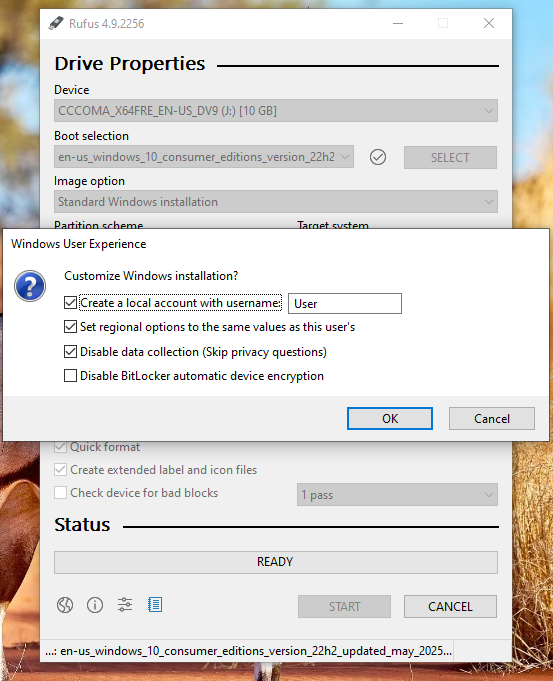 Rufus 4.9.2256
Drive Properties
Device
CCCOMA_X64FRE_EN-US_DV9 (J:) [10 GB]
Boot selection
en-us_windows_10_consumer_editions_version_22h2
SELECT
Image option
Standard Windows installation
Partition scheme
Target system
Windows User Experience
Customize Windows installation?
Create a local account with username:
User
Set regional options to the same values as this user's
Disable data collection (Skip privacy questions)
Disable BitLocker automatic device encryption
OK
Cancel
Quick format
Create extended label and icon files
Check device for bad blocks
1 pass
Status
READY
START
CANCEL
...: en-us_windows_10_consumer_editions_version_22h2_updated_may_2025...